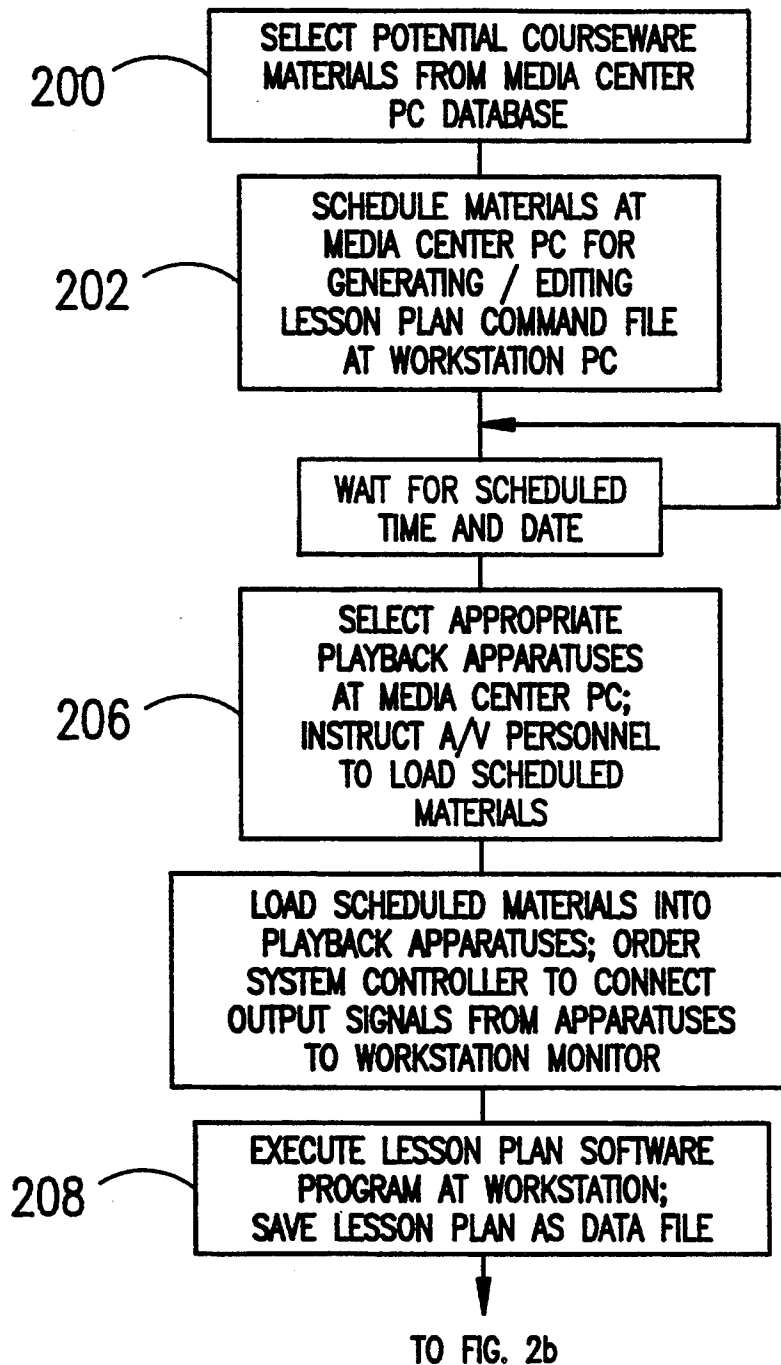 SELECT POTENTIAL COURSEWARE
MATERIALS FROM MEDIA CENTER
PC DATABASE
200
SCHEDULE MATERIALS AT
MEDIA CENTER PC FOR
GENERATING / EDITING
LESSON PLAN COMMAND FILE
AT WORKSTATION PC
202
WAIT FOR SCHEDULED
TIME AND DATE
SELECT APPROPRIATE
PLAYBACK APPARATUSES
AT MEDIA CENTER PC;
INSTRUCT A/V PERSONNEL
TO LOAD SCHEDULED
MATERIALS
206
LOAD SCHEDULED MATERIALS INTO
PLAYBACK APPARATUSES; ORDER
SYSTEM CONTROLLER TO CONNECT
OUTPUT SIGNALS FROM APPARATUSES
TO WORKSTATION MONITOR
EXECUTE LESSON PLAN SOFTWARE
PROGRAM AT WORKSTATION;
SAVE LESSON PLAN AS DATA FILE
208
TO FIG. 2b